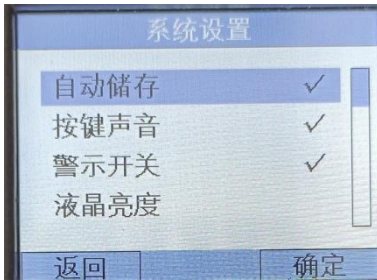 系统设置
自动储存 ✓
按键声音 ✓
警示开关 ✓
液晶亮度
返回 确定